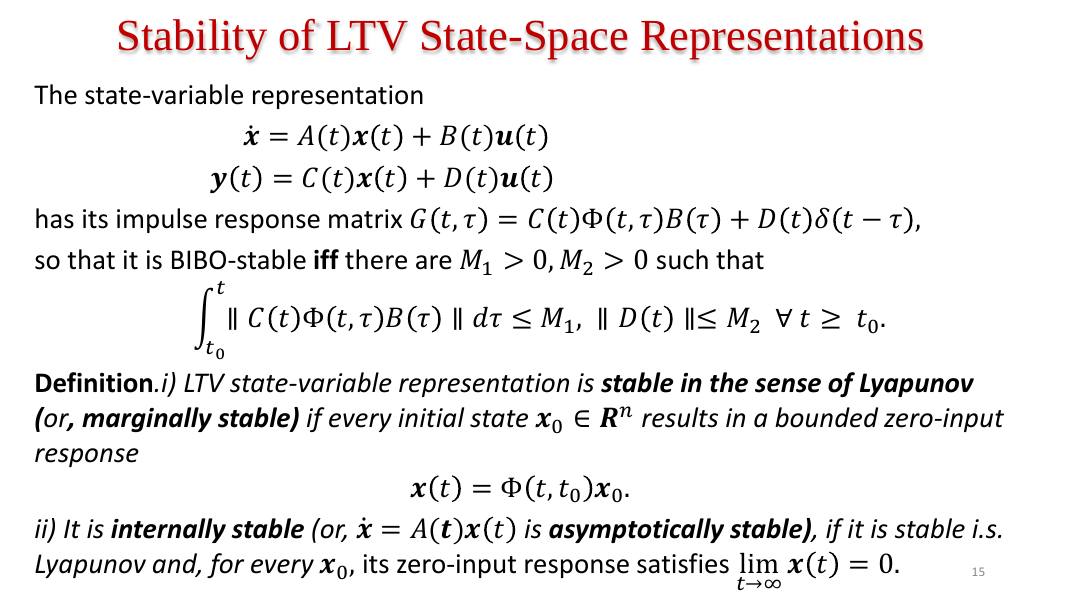 Stability of LTV State-Space Representations
The state-variable representation
ẋ = A(t)x(t) + B(t)u(t)
y(t) = C(t)x(t) + D(t)u(t)
has its impulse response matrix G(t, τ) = C(t)Φ(t, τ)B(τ) + D(t)δ(t − τ),
so that it is BIBO-stable iff there are M₁ > 0, M₂ > 0 such that
∫_{t₀}^{t} ∥ C(t)Φ(t, τ)B(τ) ∥ dτ ≤ M₁, ∥ D(t) ∥≤ M₂ ∀ t ≥ t₀.
Definition.i) LTV state-variable representation is stable in the sense of Lyapunov
(or, marginally stable) if every initial state x₀ ∈ Rⁿ results in a bounded zero-input
response
x(t) = Φ(t, t₀)x₀.
ii) It is internally stable (or, ẋ = A(t)x(t) is asymptotically stable), if it is stable i.s.
Lyapunov and, for every x₀, its zero-input response satisfies lim_{t→∞} x(t) = 0.
15